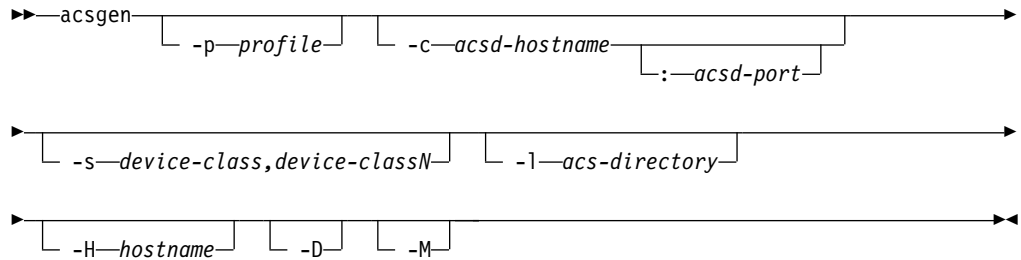 acsgen
-p profile
-c acsd-hostname
: acsd-port
-s device-class,device-classN
-l acs-directory
-H hostname
-D
-M